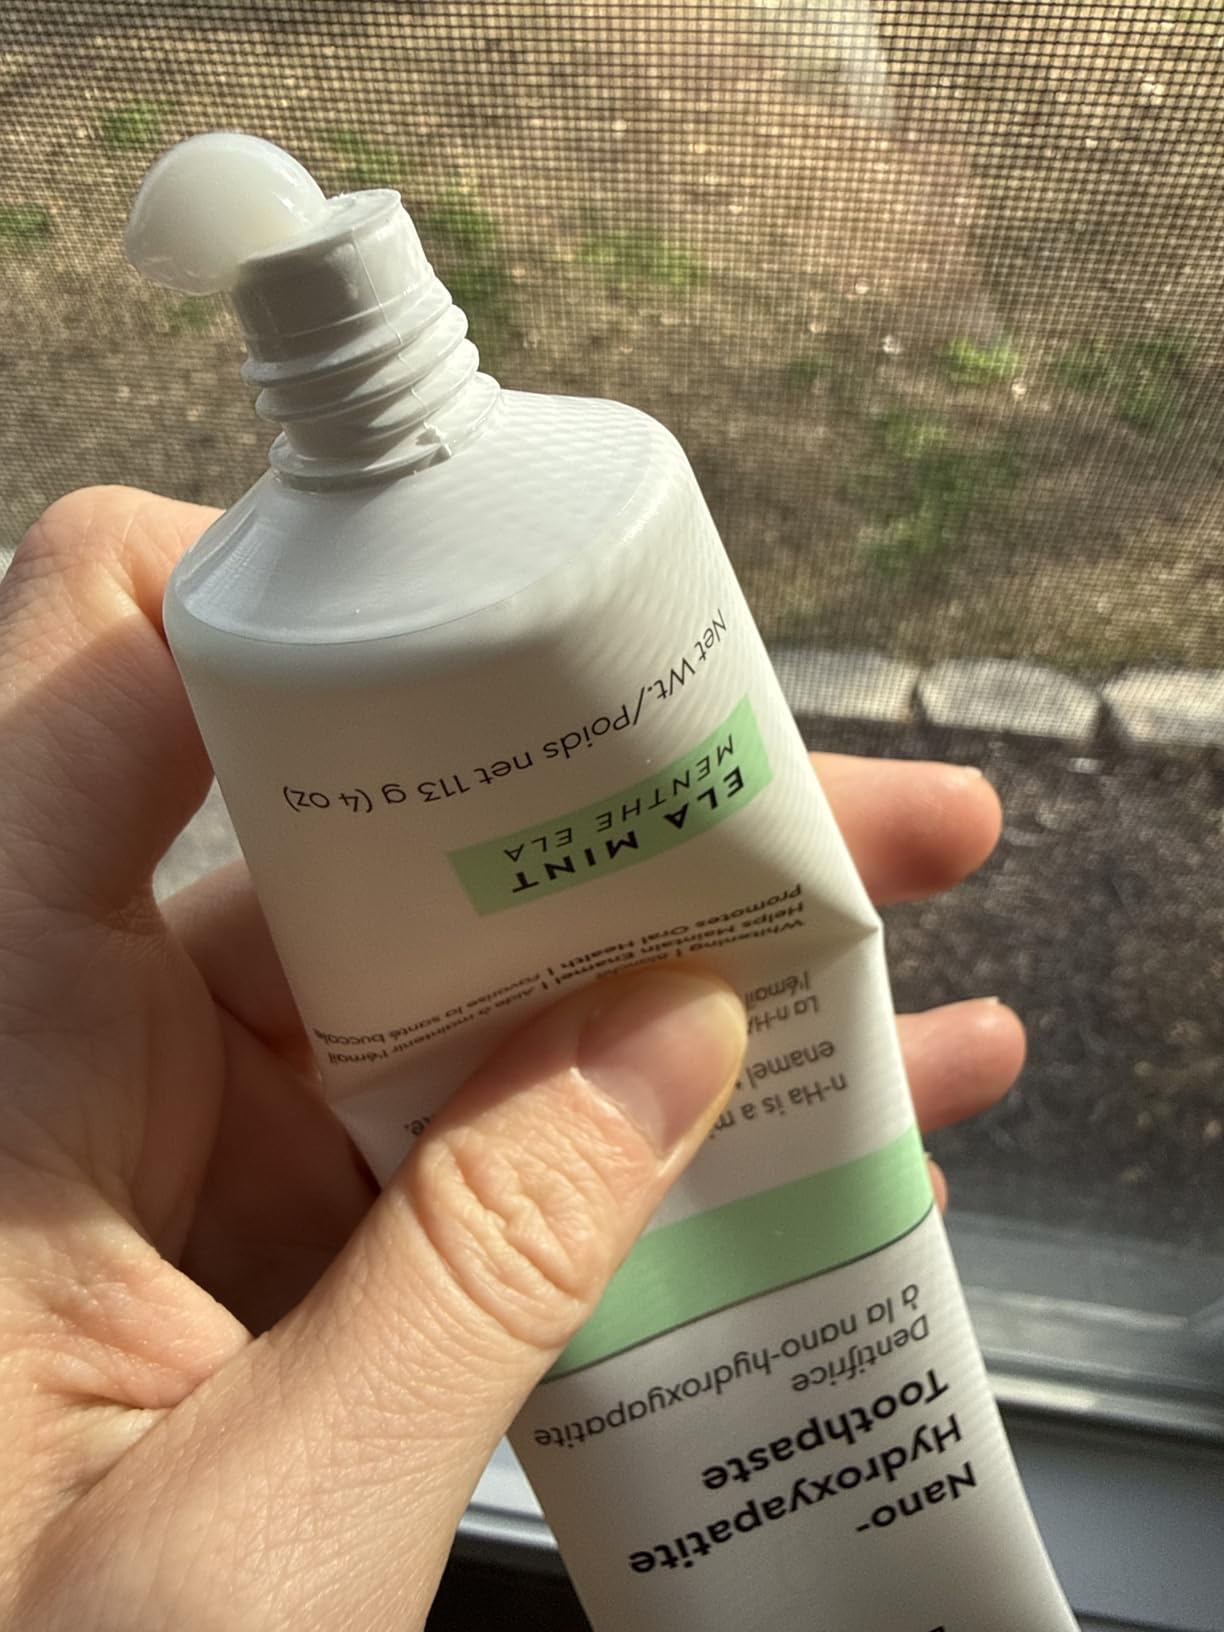 Nano-
Hydroxyapatite
Toothpaste
Dentifrice
à la nano-hydroxyapatite
n-Ha is a
enamel
La n-Ha
l'émail
Whitening |
Helps Maintain Enamel | Aide à maintenir l'émail
Promotes Oral Health | Favorise la santé buccale
ELA MINT
MENTHE ELA
Net Wt./Poids net 113 g (4 oz)